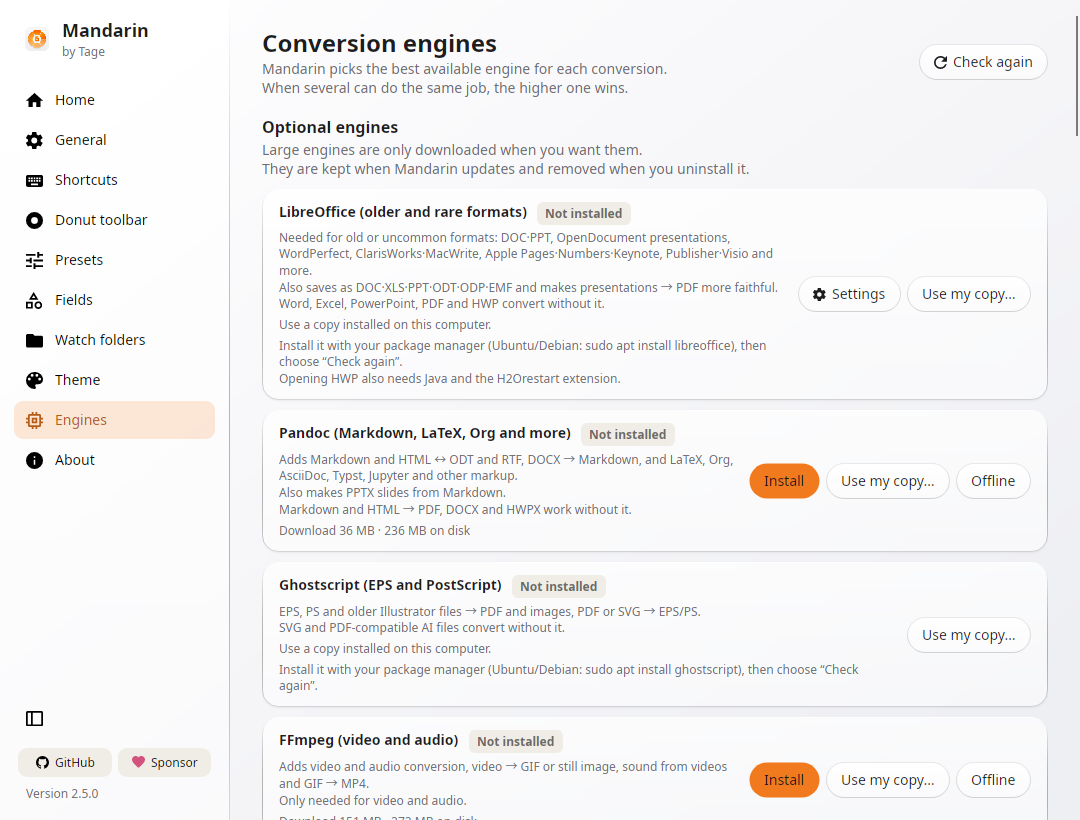 Mandarin
by Tage
Home
General
Shortcuts
Donut toolbar
Presets
Fields
Watch folders
Theme
Engines
About
GitHub
Sponsor
Version 2.5.0
Conversion engines
Mandarin picks the best available engine for each conversion.
When several can do the same job, the higher one wins.
Check again
Optional engines
Large engines are only downloaded when you want them.
They are kept when Mandarin updates and removed when you uninstall it.
LibreOffice (older and rare formats) Not installed
Needed for old or uncommon formats: DOC·PPT, OpenDocument presentations,
WordPerfect, ClarisWorks·MacWrite, Apple Pages·Numbers·Keynote, Publisher·Visio and
more.
Also saves as DOC·XLS·PPT·ODT·ODP·EMF and makes presentations → PDF more faithful.
Word, Excel, PowerPoint, PDF and HWP convert without it.
Use a copy installed on this computer.
Install it with your package manager (Ubuntu/Debian: sudo apt install libreoffice), then
choose “Check again”.
Opening HWP also needs Java and the H2Orestart extension.
Settings
Use my copy...
Pandoc (Markdown, LaTeX, Org and more) Not installed
Adds Markdown and HTML ↔ ODT and RTF, DOCX → Markdown, and LaTeX, Org,
AsciiDoc, Typst, Jupyter and other markup.
Also makes PPTX slides from Markdown.
Markdown and HTML → PDF, DOCX and HWPX work without it.
Download 36 MB · 236 MB on disk
Install
Use my copy...
Offline
Ghostscript (EPS and PostScript) Not installed
EPS, PS and older Illustrator files → PDF and images, PDF or SVG → EPS/PS.
SVG and PDF-compatible AI files convert without it.
Use a copy installed on this computer.
Install it with your package manager (Ubuntu/Debian: sudo apt install ghostscript), then choose “Check
again”.
Use my copy...
FFmpeg (video and audio) Not installed
Adds video and audio conversion, video → GIF or still image, sound from videos
and GIF → MP4.
Only needed for video and audio.
Install
Use my copy...
Offline